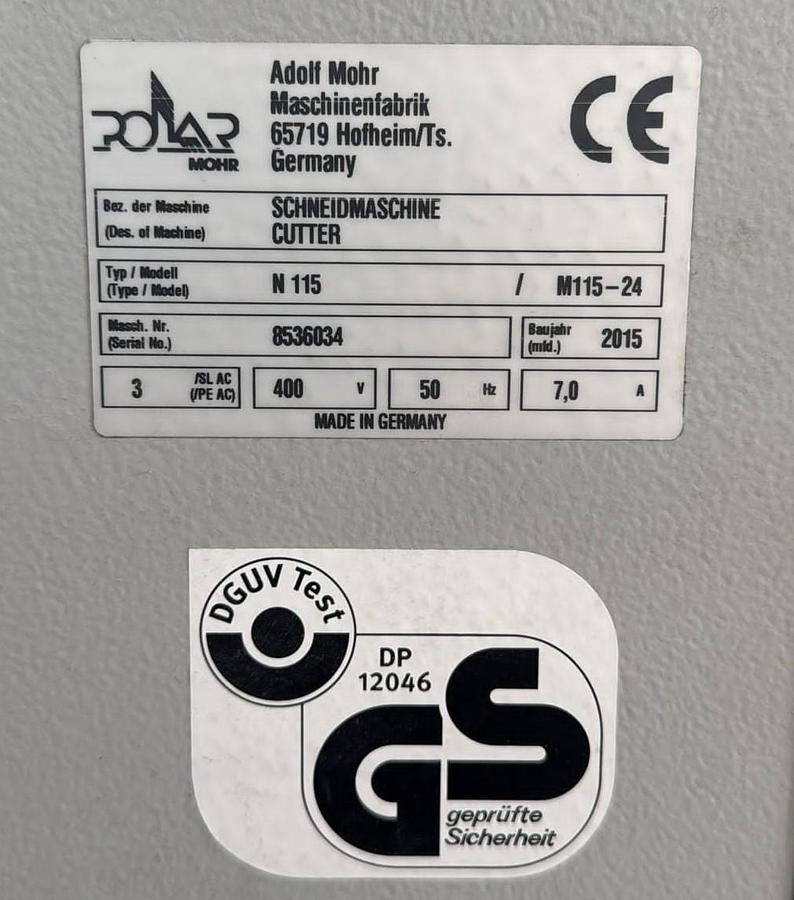 POLAR
MOHR
Adolf Mohr
Maschinenfabrik
65719 Hofheim/Ts.
Germany
CE
Bez. der Maschine
(Des. of Machine)
SCHNEIDMASCHINE
CUTTER
Typ / Modell
(Type / Model)
N 115 / M115-24
Masch. Nr.
(Serial No.)
8536034
Baujahr
(mfd.)
2015
3 /SL AC
(/PE AC)
400 V
50 Hz
7,0 A
MADE IN GERMANY
DGUV Test
DP
12046
GS
geprüfte
Sicherheit